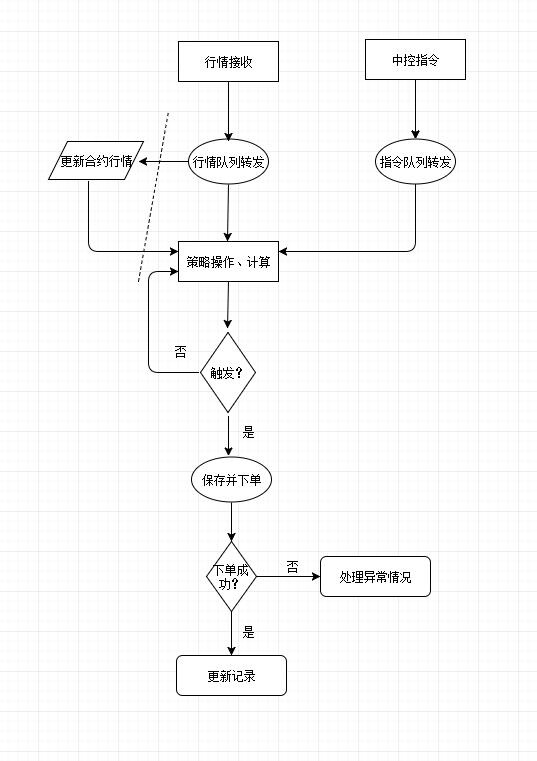 行情接收
中控指令
更新合约行情
行情队列转发
指令队列转发
策略操作、计算
否
触发？
是
保存并下单
下单成
功？
否
处理异常情况
是
更新记录